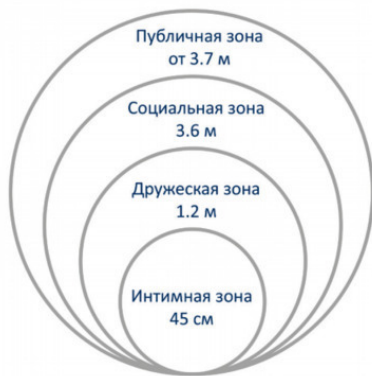 Публичная зона
от 3.7 м
Социальная зона
3.6 м
Дружеская зона
1.2 м
Интимная зона
45 см